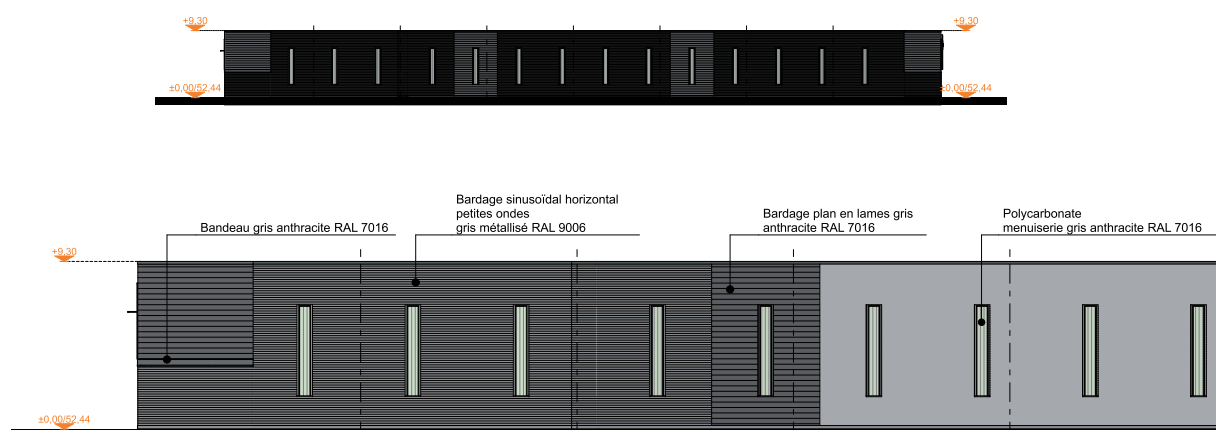 +9.30
+9.30
±0,00/52.44
±0,00/52.44
Bardage sinusoïdal horizontal
petites ondes
gris métallisé RAL 9006
Bandeau gris anthracite RAL 7016
Bardage plan en lames gris
anthracite RAL 7016
Polycarbonate
menuiserie gris anthracite RAL 7016
+9.30
±0,00/52.44